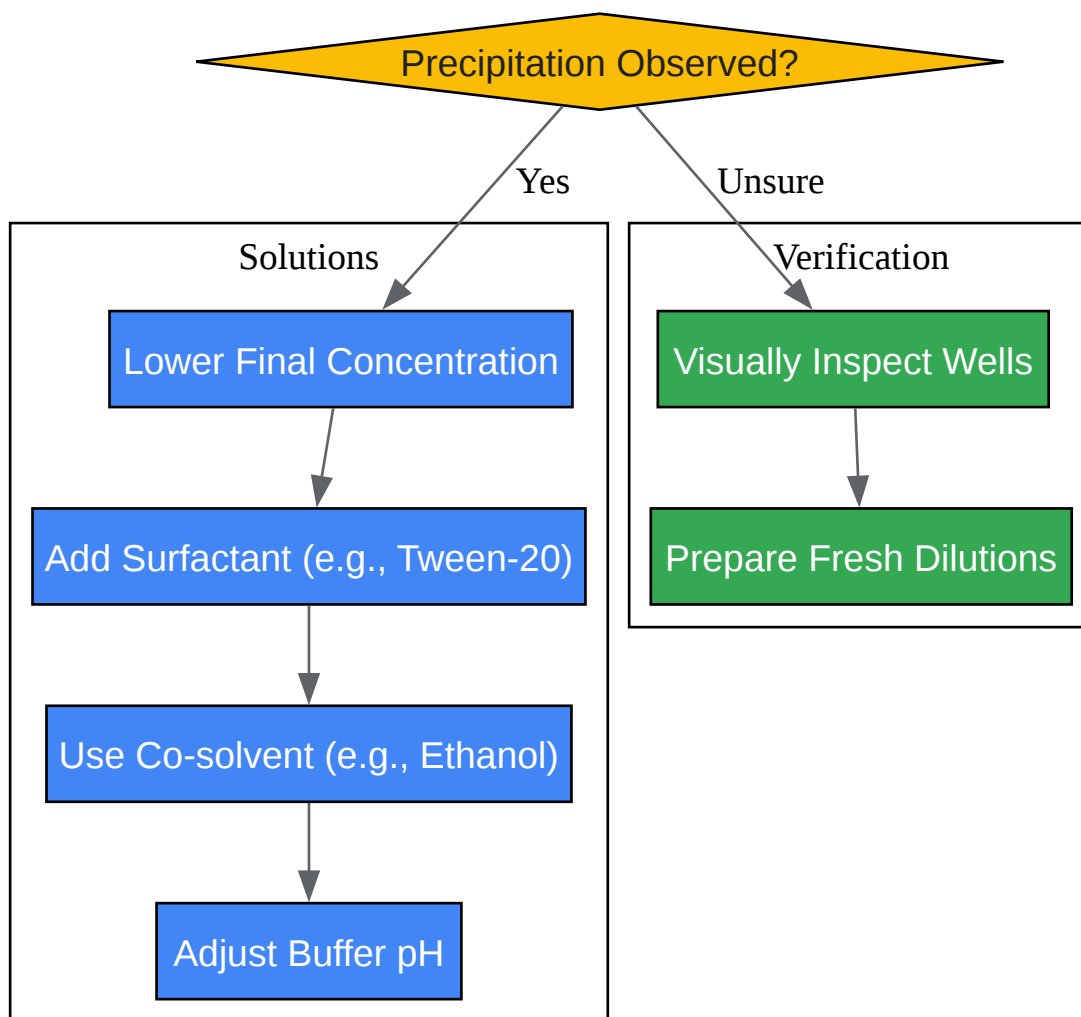 Precipitation Observed?
Yes
Unsure
Solutions
Verification
Lower Final Concentration
Visually Inspect Wells
Add Surfactant (e.g., Tween-20)
Prepare Fresh Dilutions
Use Co-solvent (e.g., Ethanol)
Adjust Buffer pH